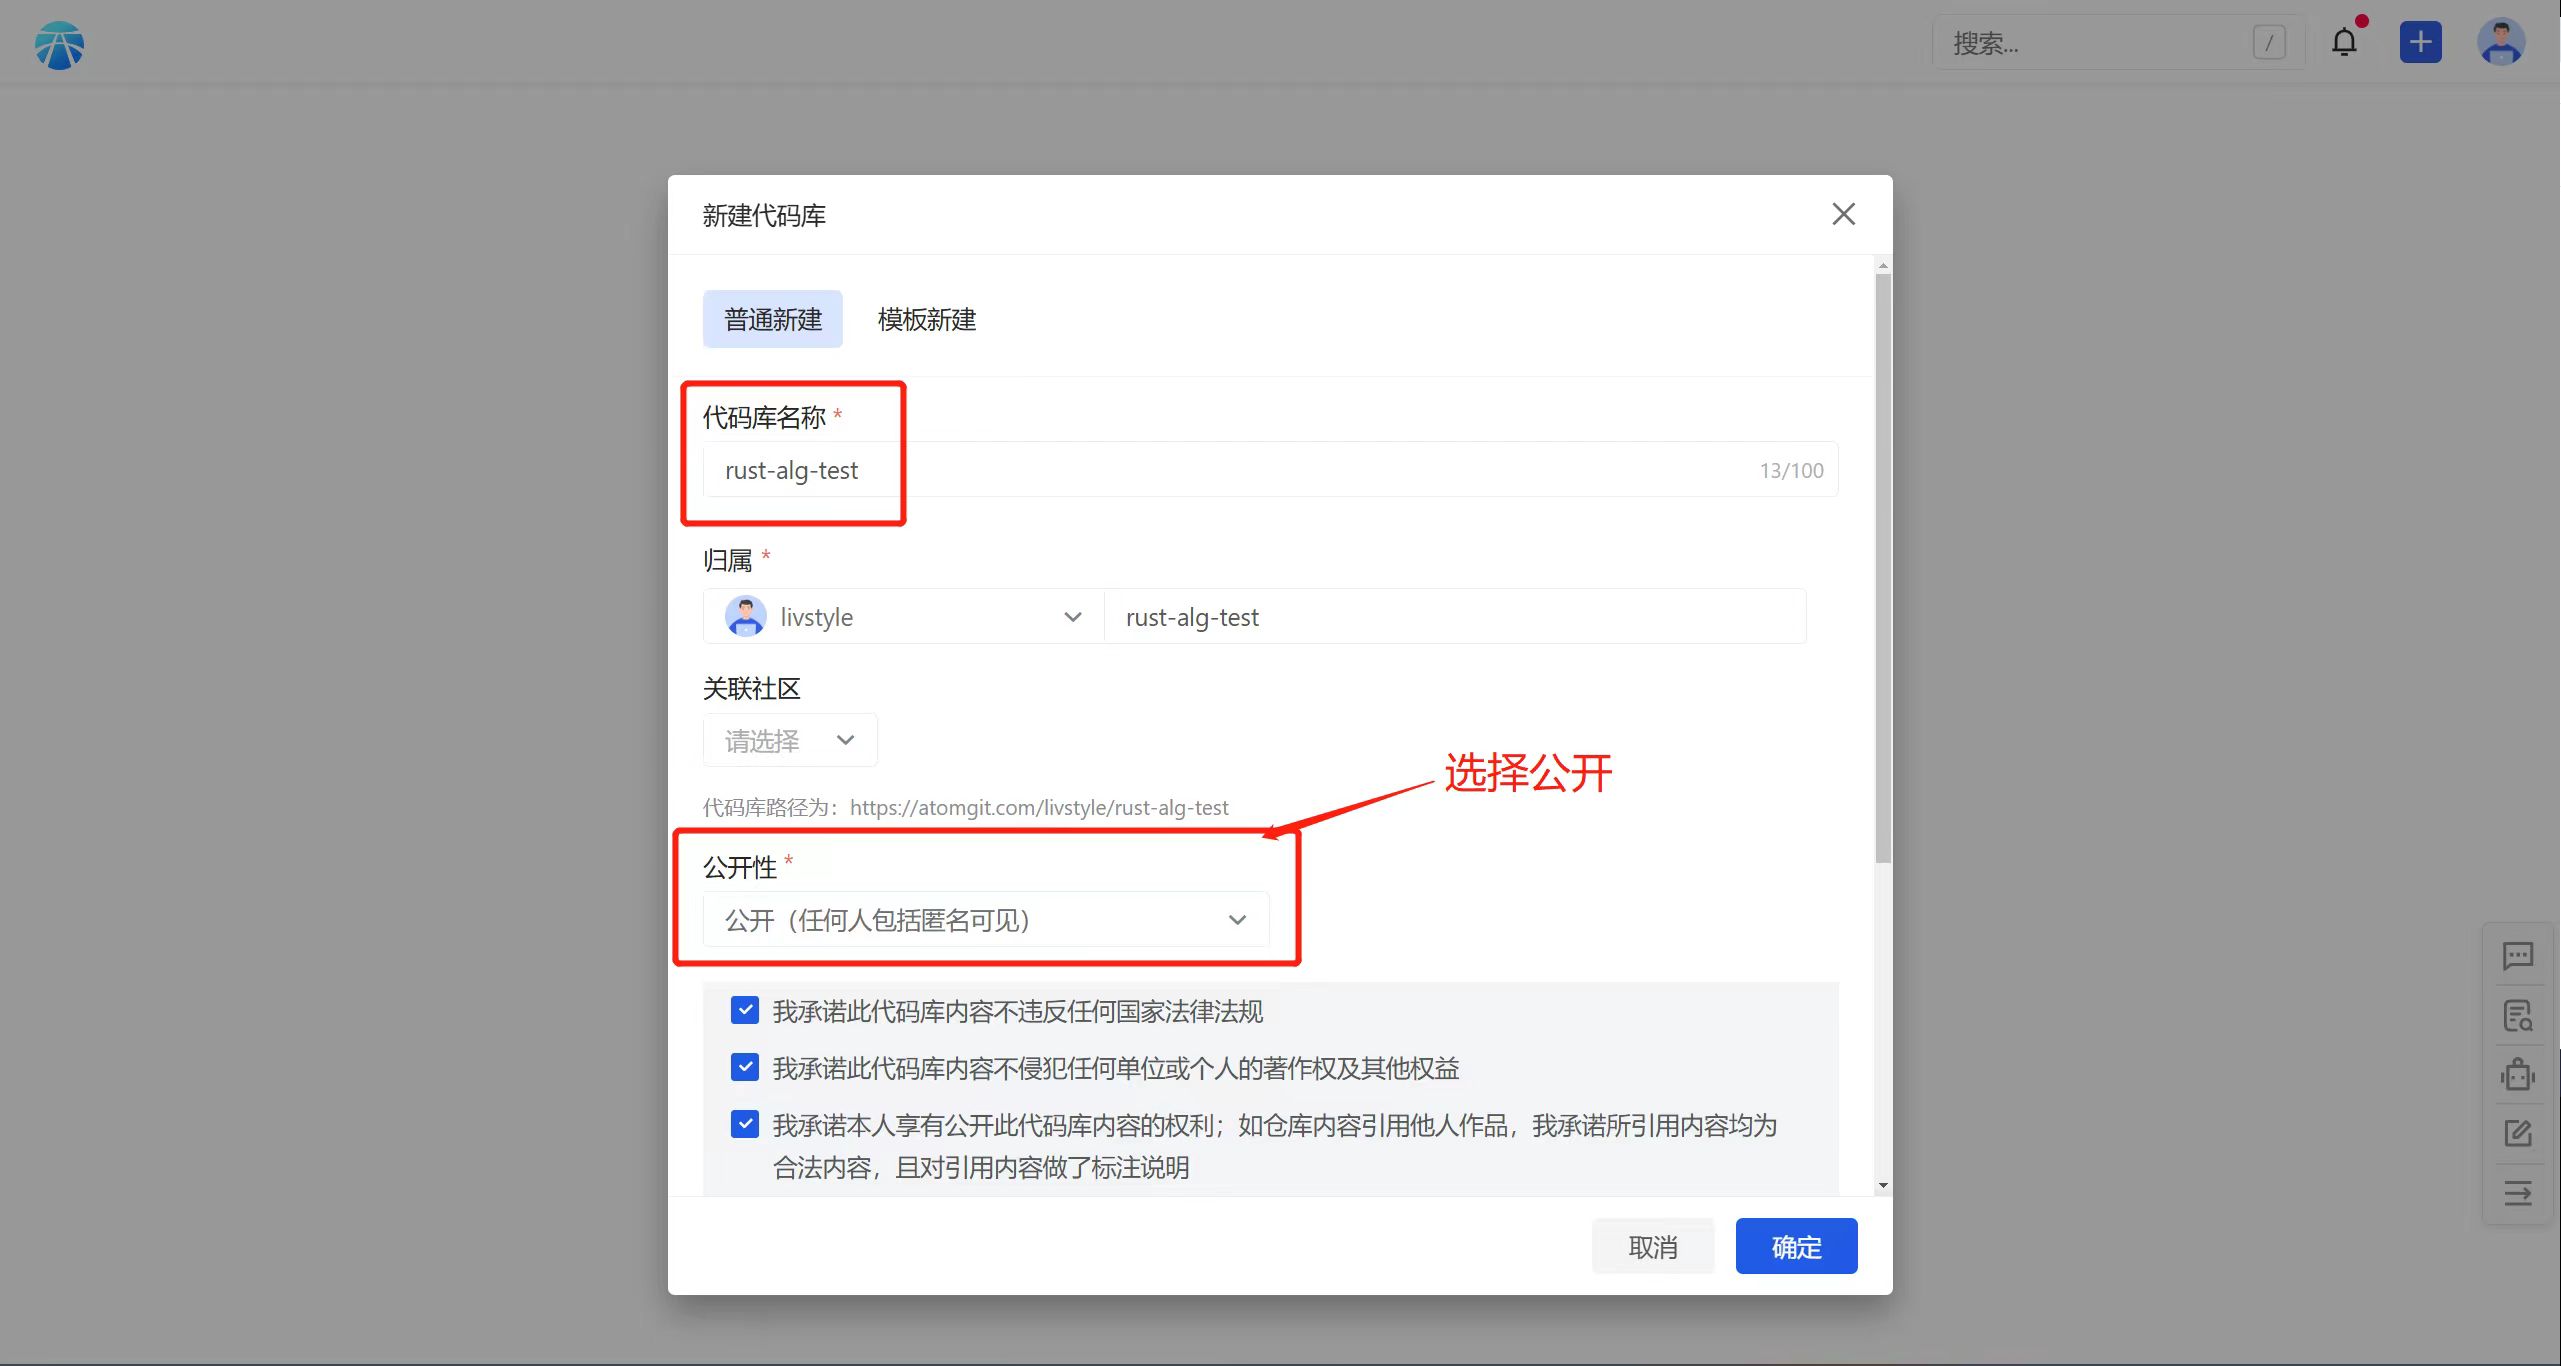 搜索...
/
新建代码库
普通新建
模板新建
代码库名称 *
rust-alg-test
13/100
归属 *
livstyle
rust-alg-test
关联社区
请选择
选择公开
代码库路径为：https://atomgit.com/livstyle/rust-alg-test
公开性 *
公开（任何人包括匿名可见）
我承诺此代码库内容不违反任何国家法律法规
我承诺此代码库内容不侵犯任何单位或个人的著作权及其他权益
我承诺本人享有公开此代码库内容的权利；如仓库内容引用他人作品，我承诺所引用内容均为
合法内容，且对引用内容做了标注说明
取消
确定